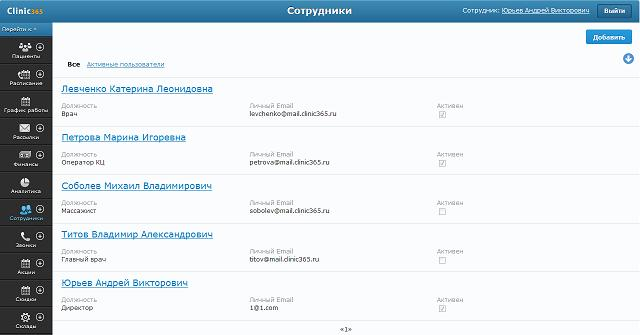 Clinic365
Сотрудники
Сотрудник: Юрьев Андрей Викторович
Выйти
Перейти к
Добавить
Все Активные пользователи
Пациенты
Расписание
График работы
Рассылки
Финансы
Аналитика
Сотрудники
Звонки
Акции
Скидки
Склады
Левченко Катерина Леонидовна
Должность Личный Email Активен
Врач levchenko@mail.clinic365.ru
Петрова Марина Игоревна
Должность Личный Email Активен
Оператор КЦ petrova@mail.clinic365.ru
Соболев Михаил Владимирович
Должность Личный Email Активен
Массажист sobolev@mail.clinic365.ru
Титов Владимир Александрович
Должность Личный Email Активен
Главный врач titov@mail.clinic365.ru
Юрьев Андрей Викторович
Должность Личный Email Активен
Директор 1@1.com
«1»